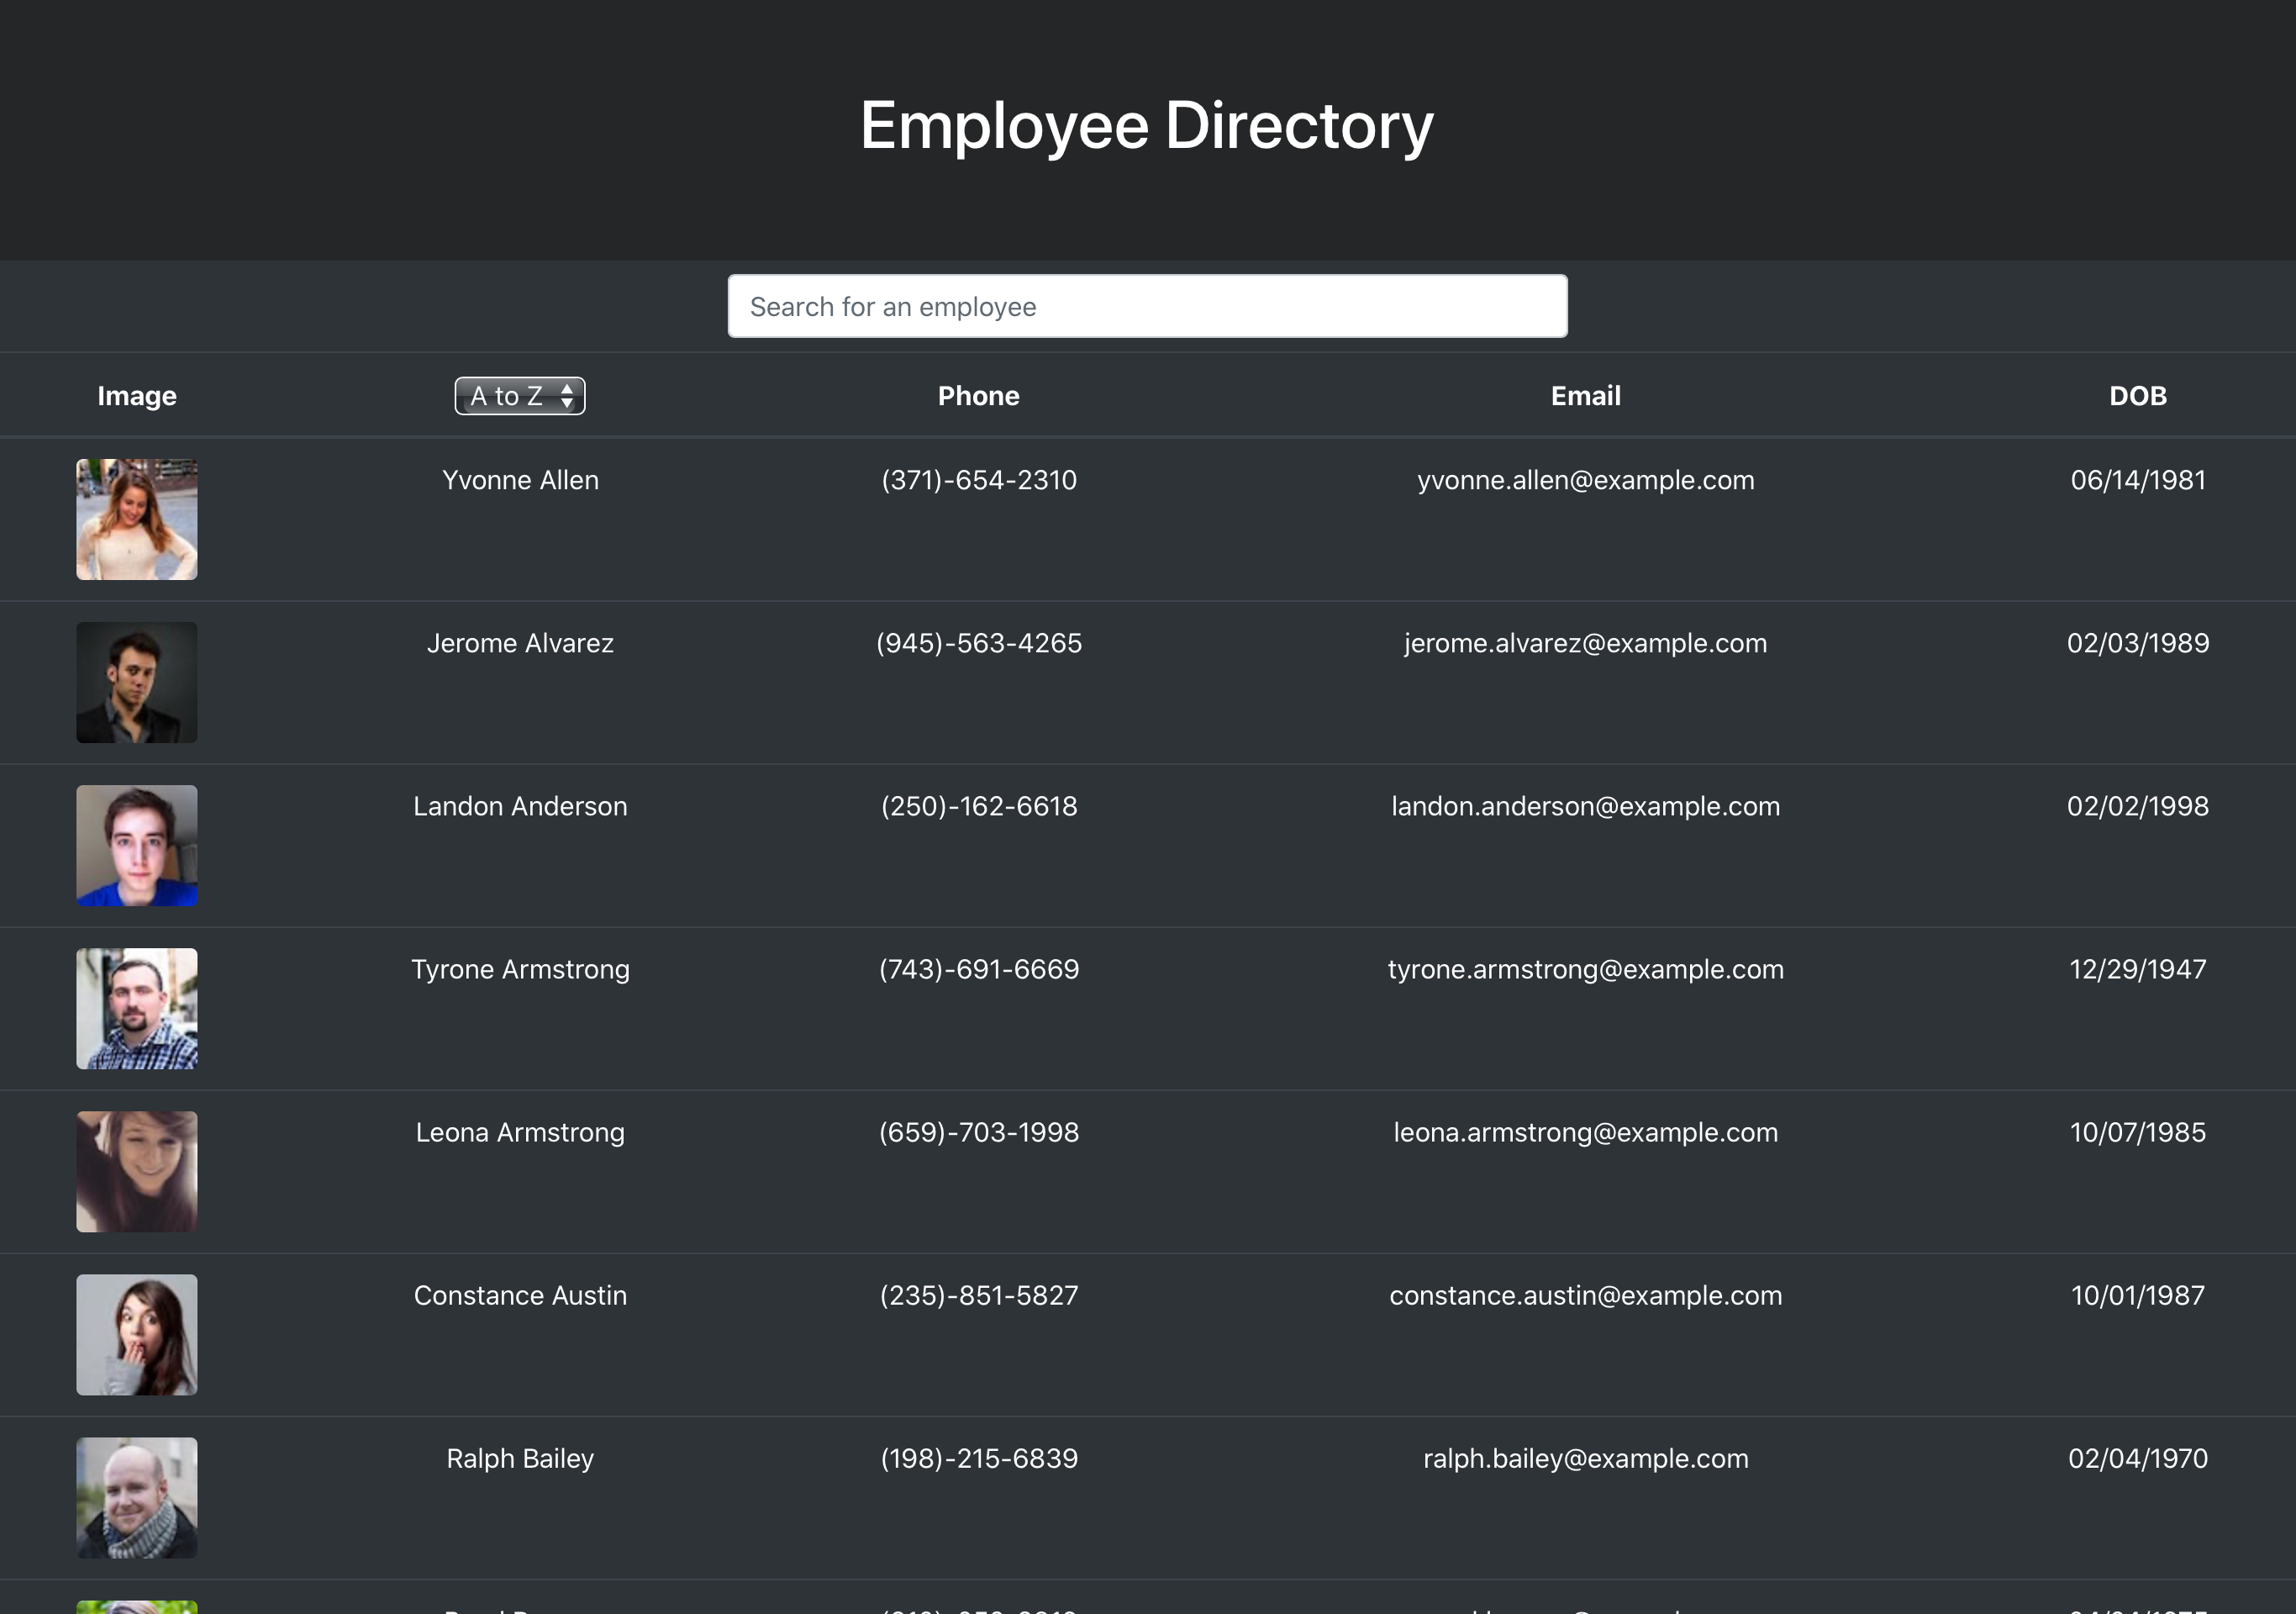 Employee Directory
Search for an employee
Image A to Z Phone Email DOB
Yvonne Allen (371)-654-2310 yvonne.allen@example.com 06/14/1981
Jerome Alvarez (945)-563-4265 jerome.alvarez@example.com 02/03/1989
Landon Anderson (250)-162-6618 landon.anderson@example.com 02/02/1998
Tyrone Armstrong (743)-691-6669 tyrone.armstrong@example.com 12/29/1947
Leona Armstrong (659)-703-1998 leona.armstrong@example.com 10/07/1985
Constance Austin (235)-851-5827 constance.austin@example.com 10/01/1987
Ralph Bailey (198)-215-6839 ralph.bailey@example.com 02/04/1970